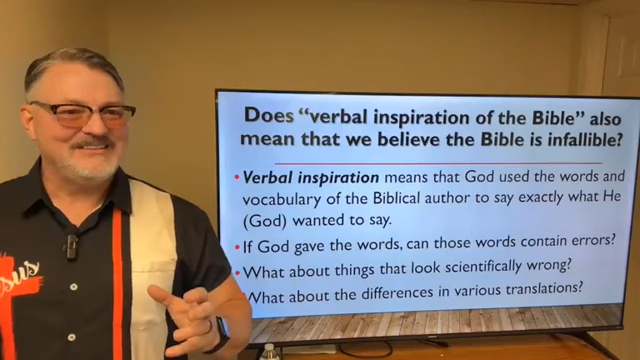 Does “verbal inspiration of the Bible” also
mean that we believe the Bible is infallible?
• Verbal inspiration means that God used the words and
vocabulary of the Biblical author to say exactly what He
(God) wanted to say.
• If God gave the words, can those words contain errors?
• What about things that look scientifically wrong?
What about the differences in various translations?
esus